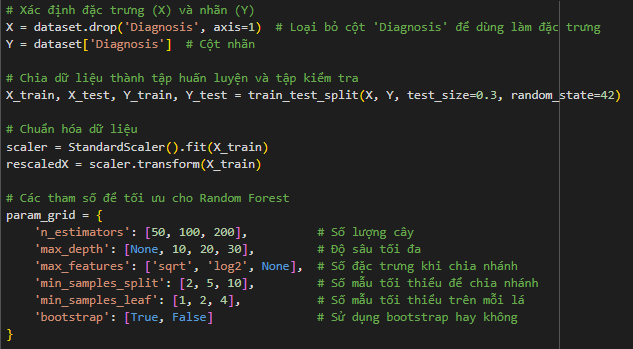 # Xác định đặc trưng (X) và nhãn (Y)
X = dataset.drop('Diagnosis', axis=1)  # Loại bỏ cột 'Diagnosis' để dùng làm đặc trưng
Y = dataset['Diagnosis']  # Cột nhãn

# Chia dữ liệu thành tập huấn luyện và tập kiểm tra
X_train, X_test, Y_train, Y_test = train_test_split(X, Y, test_size=0.3, random_state=42)

# Chuẩn hóa dữ liệu
scaler = StandardScaler().fit(X_train)
rescaledX = scaler.transform(X_train)

# Các tham số để tối ưu cho Random Forest
param_grid = {
    'n_estimators': [50, 100, 200],         # Số lượng cây
    'max_depth': [None, 10, 20, 30],        # Độ sâu tối đa
    'max_features': ['sqrt', 'log2', None],  # Số đặc trưng khi chia nhánh
    'min_samples_split': [2, 5, 10],        # Số mẫu tối thiểu để chia nhánh
    'min_samples_leaf': [1, 2, 4],          # Số mẫu tối thiểu trên mỗi lá
    'bootstrap': [True, False]              # Sử dụng bootstrap hay không
}